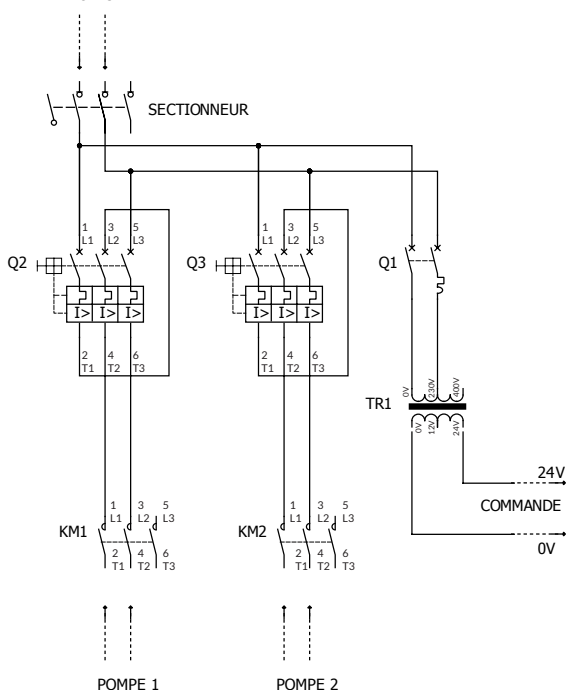 SECTIONNEUR
1 3 5 1 3 5
L1 L2 L3 L1 L2 L3
Q2 Q3 Q1
I> I> I> I> I> I>
2 4 6 2 4 6
T1 T2 T3 T1 T2 T3
0V 230V 400V
TR1
0V 12V 24V
24V
COMMANDE
0V
1 3 5 1 3 5
L1 L2 L3 L1 L2 L3
KM1 KM2
2 4 6 2 4 6
T1 T2 T3 T1 T2 T3
POMPE 1 POMPE 2